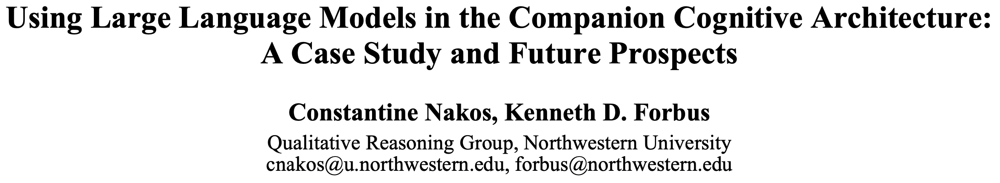 Using Large Language Models in the Companion Cognitive Architecture:
A Case Study and Future Prospects
Constantine Nakos, Kenneth D. Forbus
Qualitative Reasoning Group, Northwestern University
cnakos@u.northwestern.edu, forbus@northwestern.edu